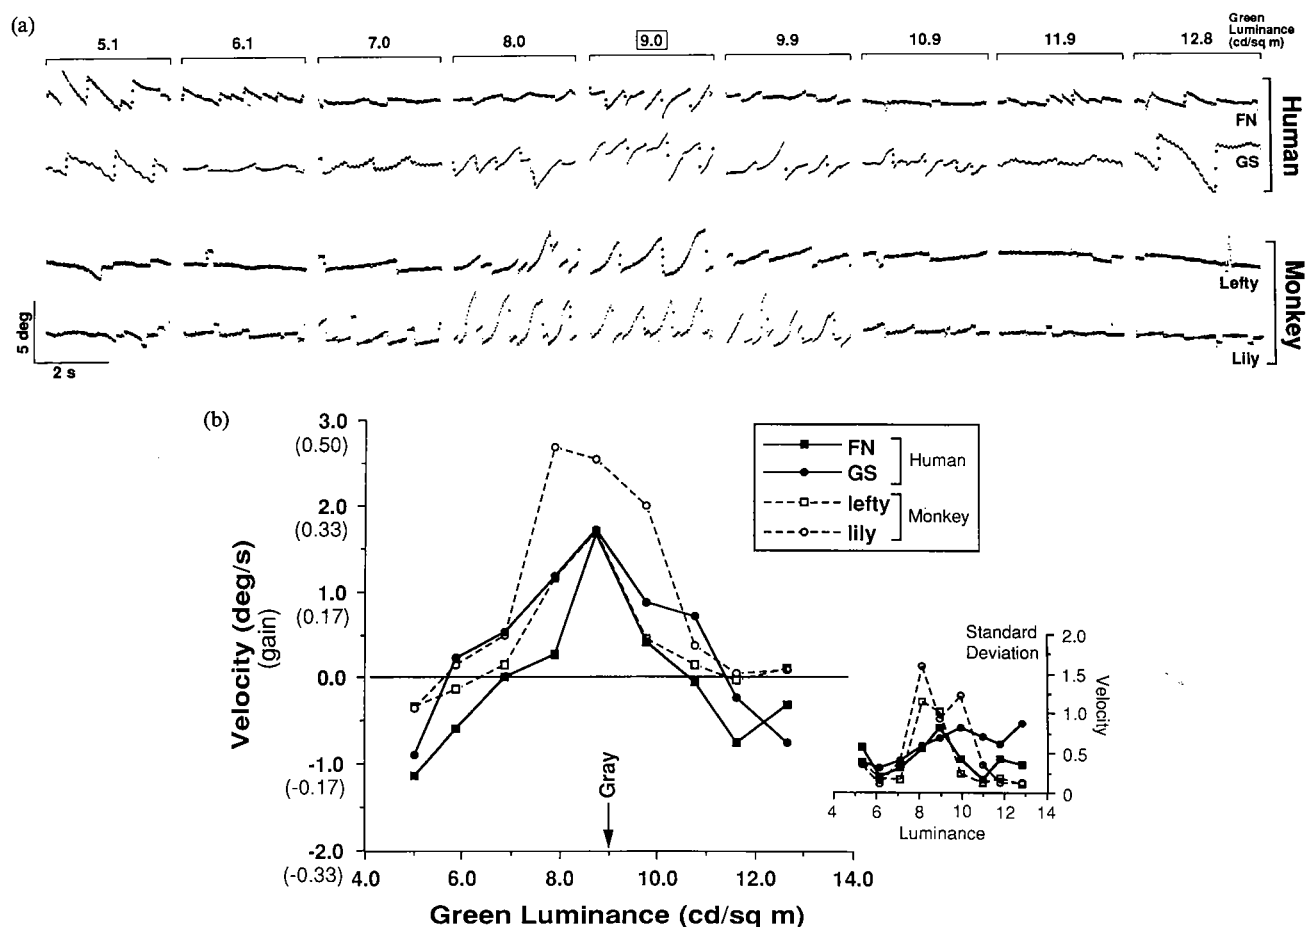 (a)
5.1 6.1 7.0 8.0 9.0 9.9 10.9 11.9 12.8
Green
Luminance
(cd/sq m)
FN
GS
Human
Lefty
Lily
Monkey
5 deg
2 s
(b)
3.0
(0.50)
2.0
(0.33)
1.0
(0.17)
0.0
-1.0
(-0.17)
-2.0
(-0.33)
Velocity (deg/s)
(gain)
Gray
4.0 6.0 8.0 10.0 12.0 14.0
Green Luminance (cd/sq m)
FN
GS
Human
lefty
lily
Monkey
Standard
Deviation
2.0
1.5
1.0
0.5
0
Velocity
4 6 8 10 12 14
Luminance